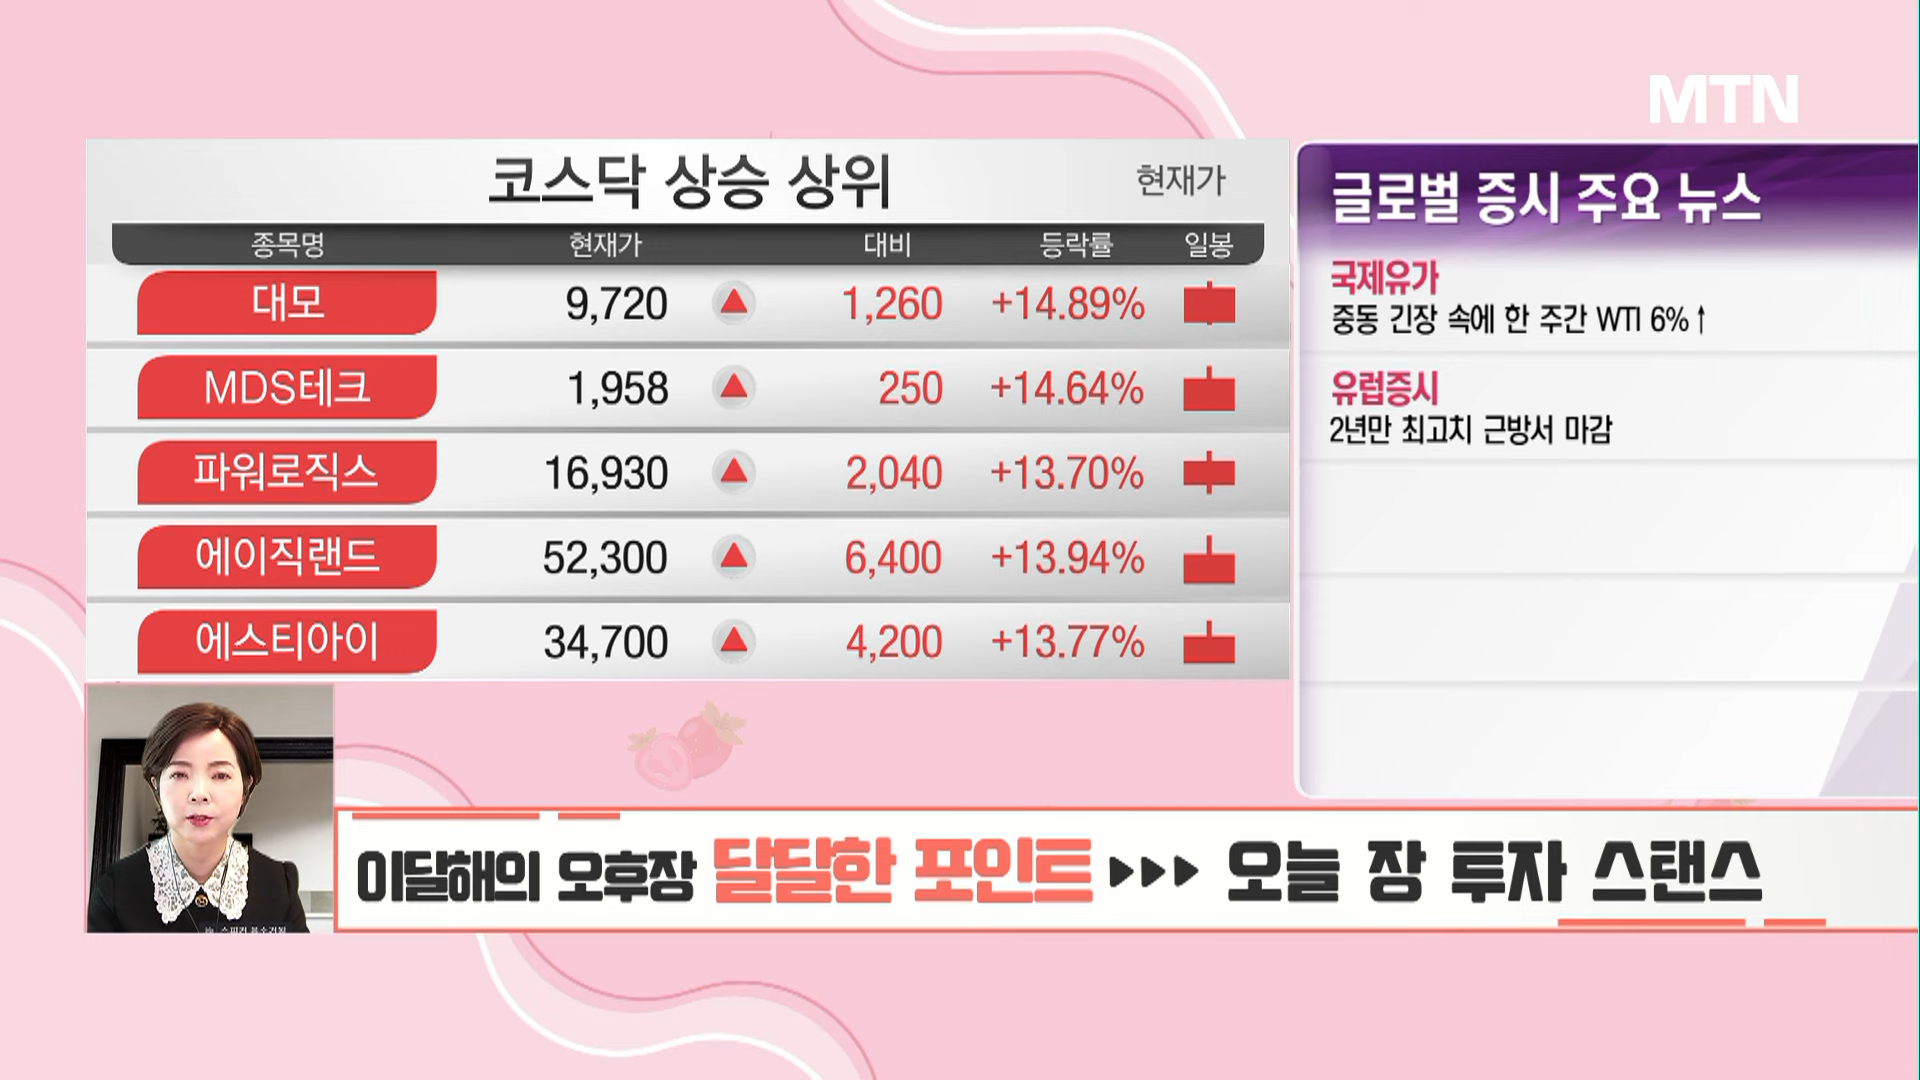 MTN
코스닥 상승 상위 현재가
종목명 현재가 대비 등락률 일봉
대모 9,720 ▲ 1,260 +14.89%
MDS테크 1,958 ▲ 250 +14.64%
파워로직스 16,930 ▲ 2,040 +13.70%
에이직랜드 52,300 ▲ 6,400 +13.94%
에스티아이 34,700 ▲ 4,200 +13.77%
글로벌 증시 주요 뉴스
국제유가
중동 긴장 속에 한 주간 WTI 6%↑
유럽증시
2년만 최고치 근방서 마감
이달해의 오후장 달달한 포인트▶▶▶ 오늘 장 투자 스탠스